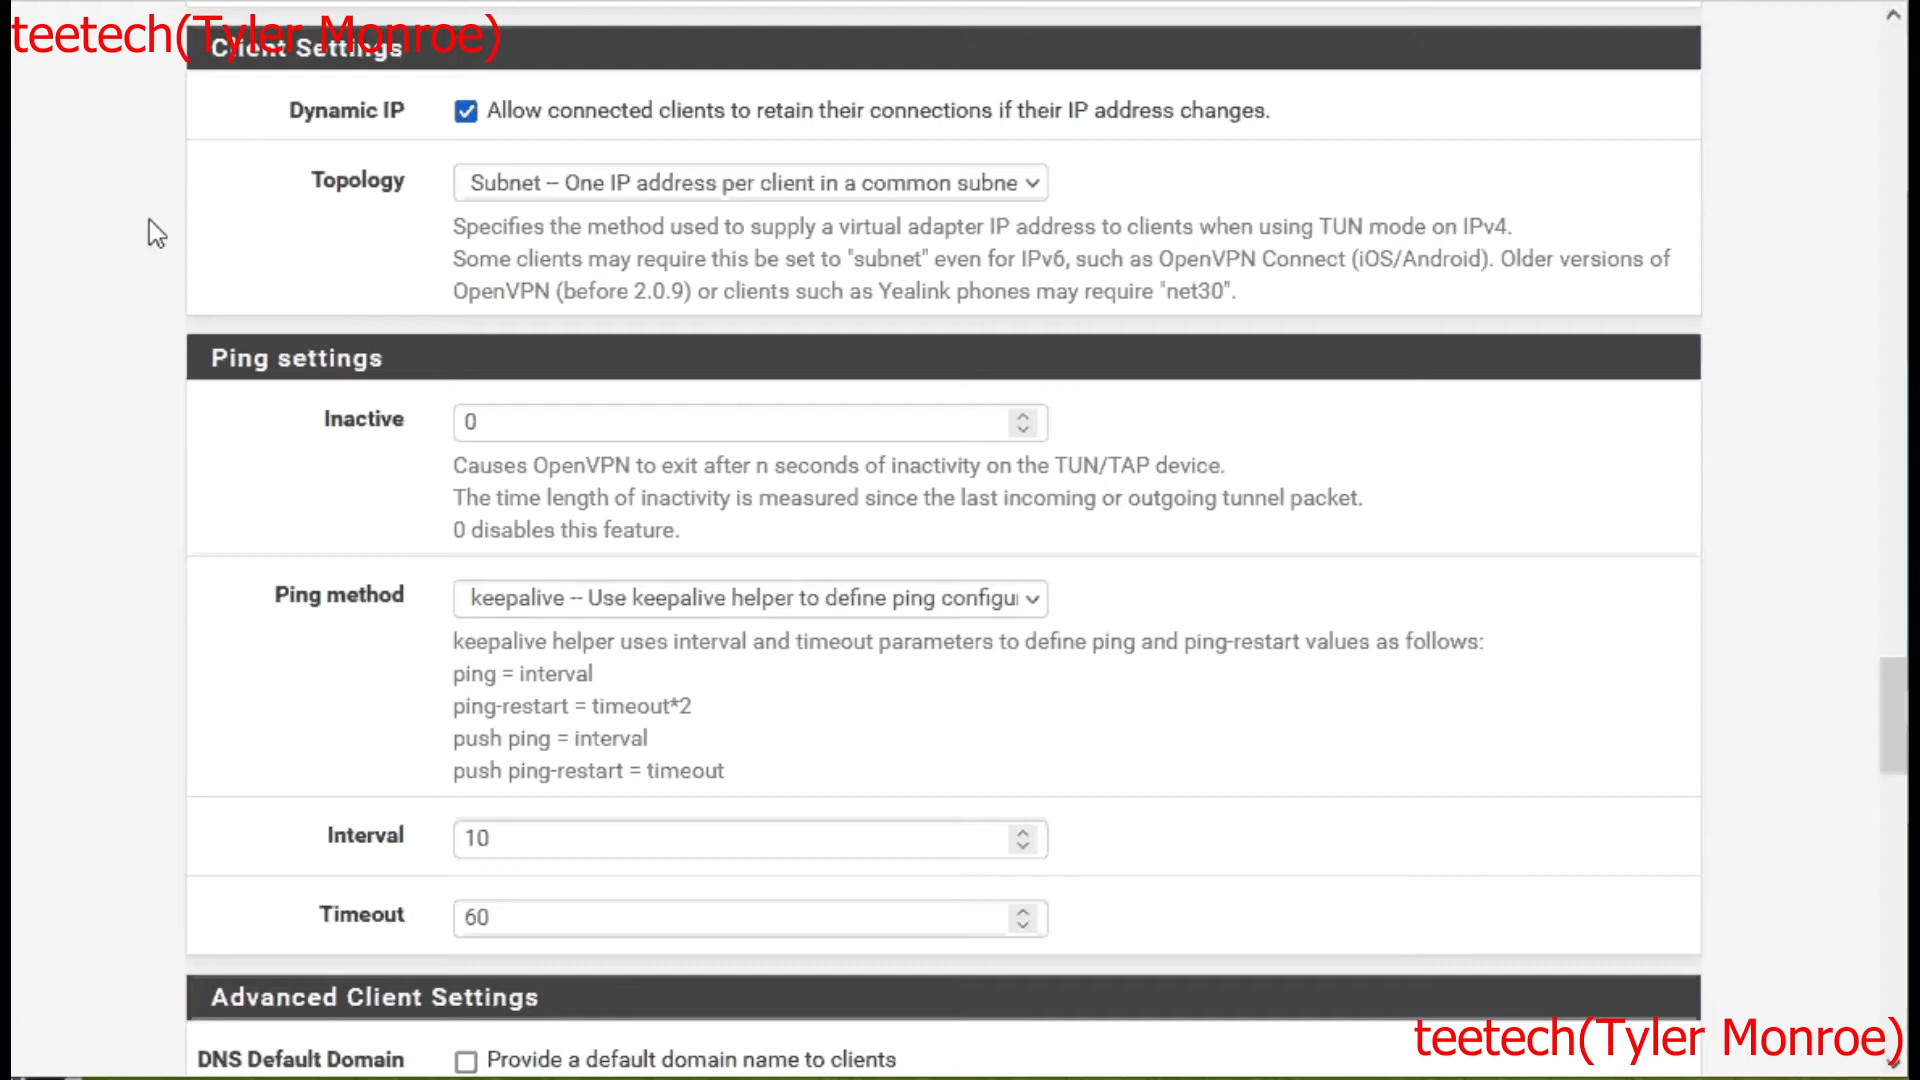 teetech(Tyler Monroe)
Client Settings
Dynamic IP
Allow connected clients to retain their connections if their IP address changes.
Topology
Subnet – One IP address per client in a common subne
Specifies the method used to supply a virtual adapter IP address to clients when using TUN mode on IPv4.
Some clients may require this be set to "subnet" even for IPv6, such as OpenVPN Connect (iOS/Android). Older versions of
OpenVPN (before 2.0.9) or clients such as Yealink phones may require "net30".
Ping settings
Inactive
0
Causes OpenVPN to exit after n seconds of inactivity on the TUN/TAP device.
The time length of inactivity is measured since the last incoming or outgoing tunnel packet.
0 disables this feature.
Ping method
keepalive – Use keepalive helper to define ping configu
keepalive helper uses interval and timeout parameters to define ping and ping-restart values as follows:
ping = interval
ping-restart = timeout*2
push ping = interval
push ping-restart = timeout
Interval
10
Timeout
60
Advanced Client Settings
DNS Default Domain
Provide a default domain name to clients
teetech(Tyler Monroe)